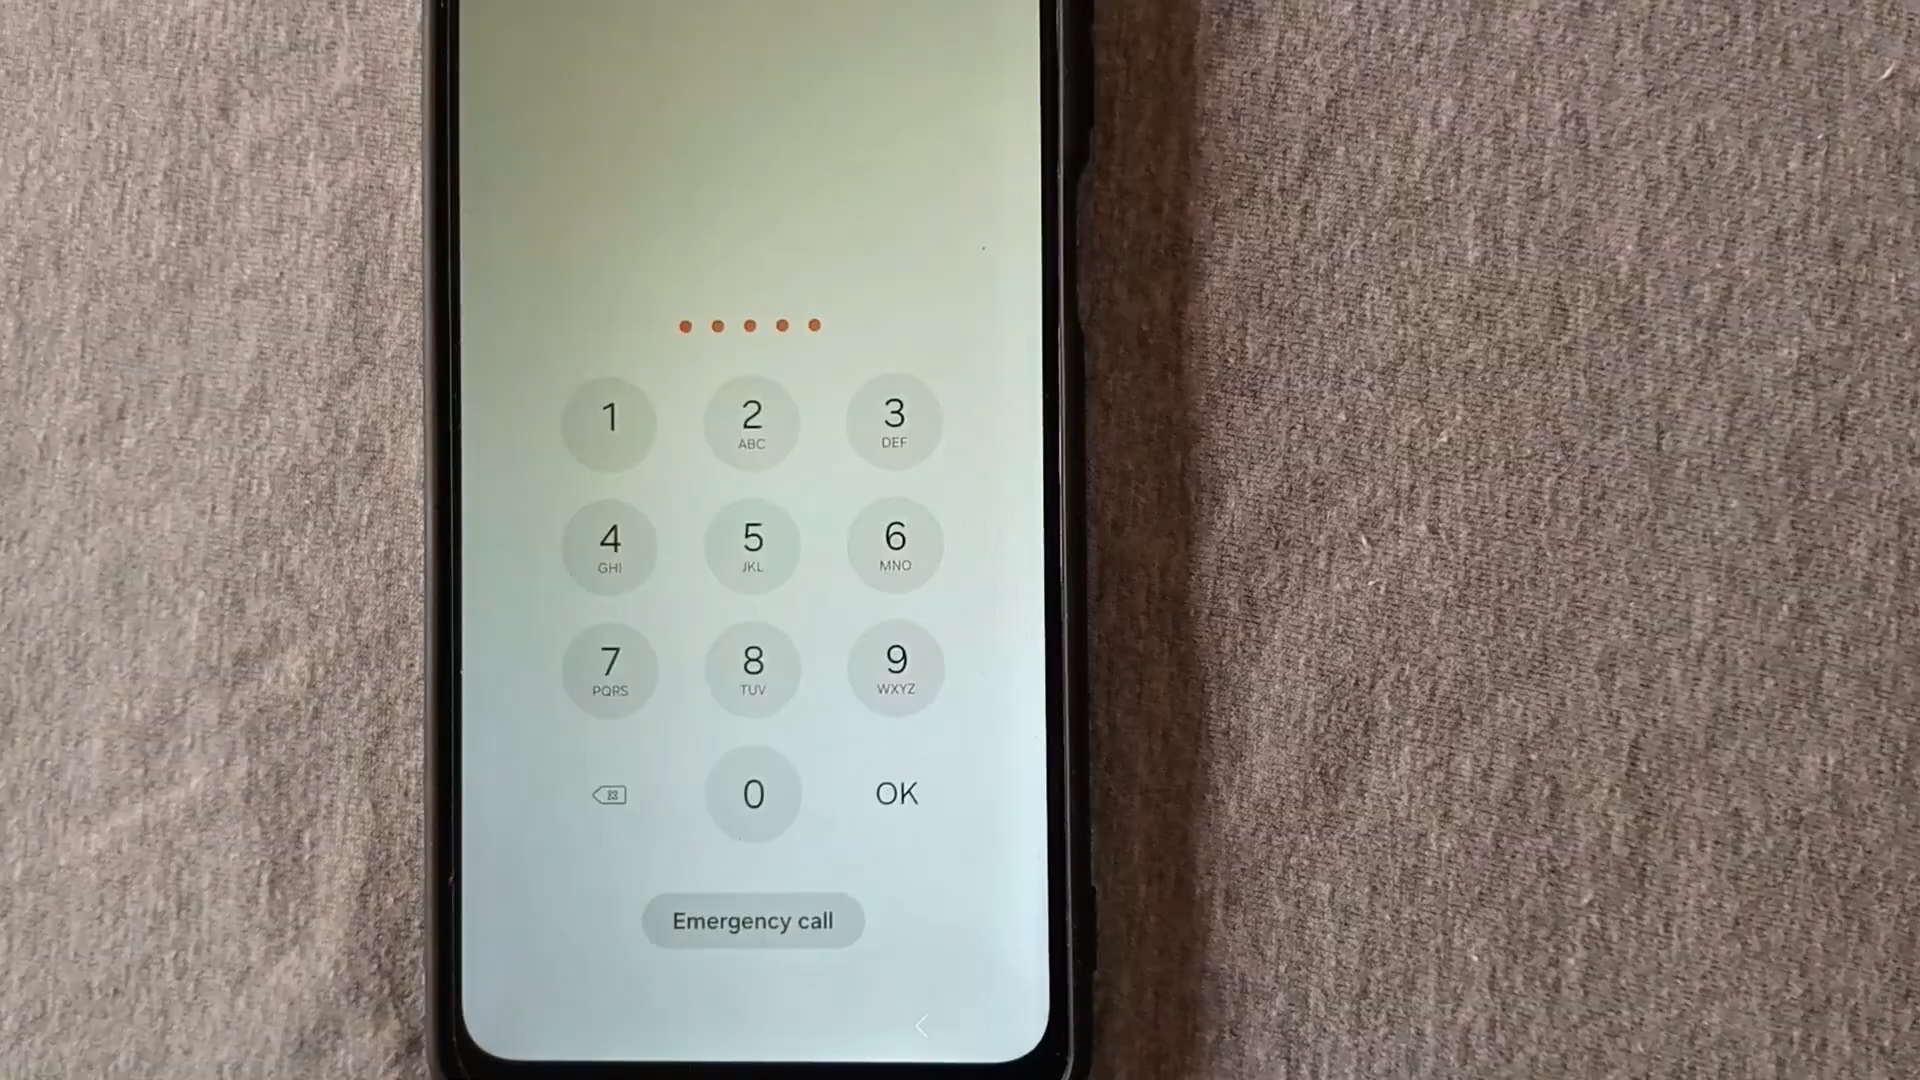 1 2 3
ABC DEF
4 5 6
GHI JKL MNO
7 8 9
PQRS TUV WXYZ
0 OK
Emergency call